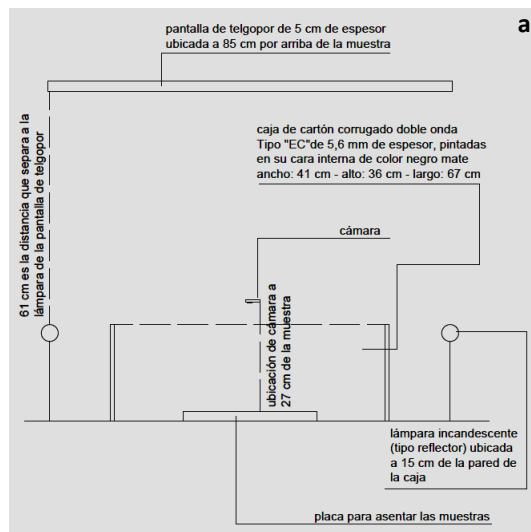 a
pantalla de telgopor de 5 cm de espesor
ubicada a 85 cm por arriba de la muestra
caja de cartón corrugado doble onda
Tipo "EC"de 5,6 mm de espesor, pintadas
en su cara interna de color negro mate
ancho: 41 cm - alto: 36 cm - largo: 67 cm
61 cm es la distancia que separa a la
lámpara de la pantalla de telgopor
cámara
ubicación de cámara a
27 cm de la muestra
lámpara incandescente
(tipo reflector) ubicada
a 15 cm de la pared de
la caja
placa para asentar las muestras